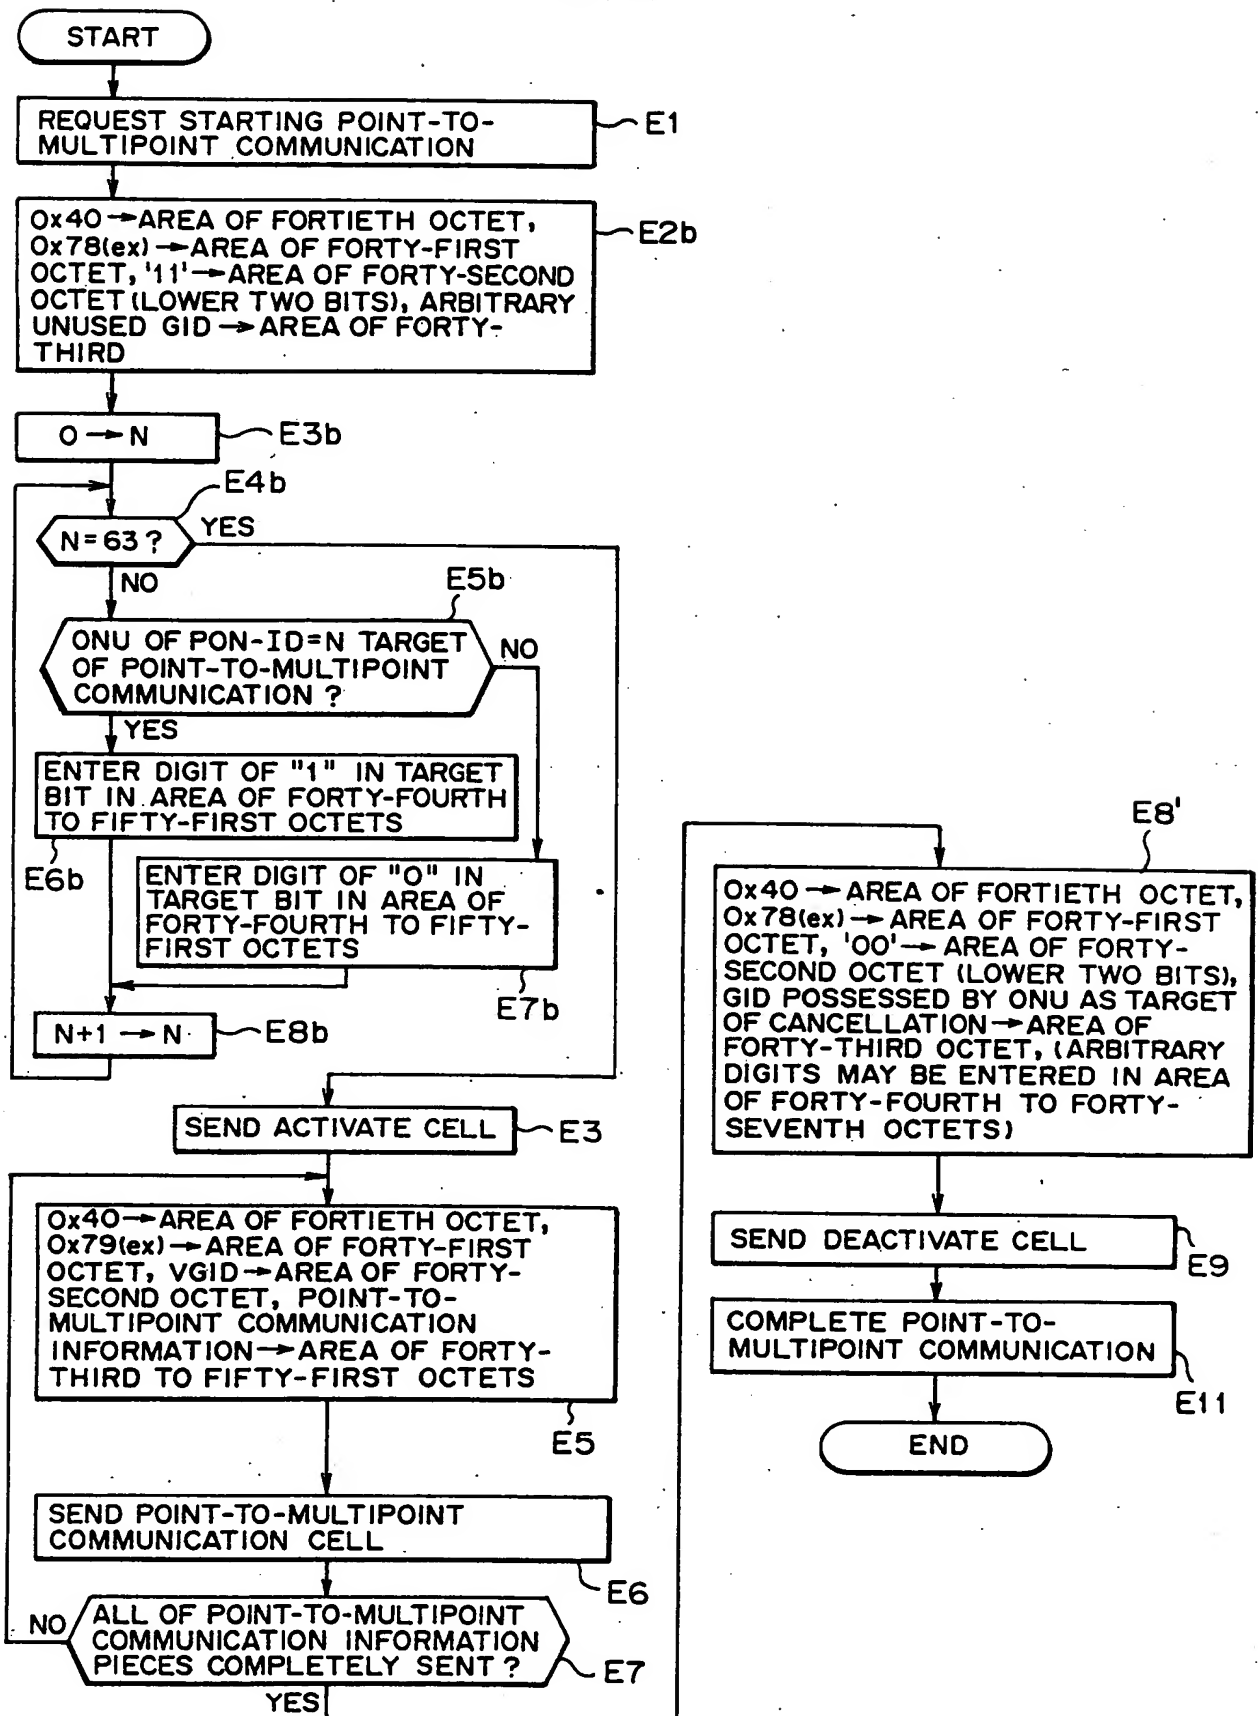 START
REQUEST STARTING POINT-TO-
MULTIPOINT COMMUNICATION
E1
0x40→AREA OF FORTIETH OCTET,
0x78(ex)→AREA OF FORTY-FIRST
OCTET, '11'→AREA OF FORTY-SECOND
OCTET (LOWER TWO BITS), ARBITRARY
UNUSED GID→AREA OF FORTY-
THIRD
E2b
0→N
E3b
E4b
N=63?
YES
NO
E5b
ONU OF PON-ID=N TARGET
OF POINT-TO-MULTIPOINT
COMMUNICATION?
NO
YES
ENTER DIGIT OF "1" IN TARGET
BIT IN AREA OF FORTY-FOURTH
TO FIFTY-FIRST OCTETS
E6b
ENTER DIGIT OF "0" IN
TARGET BIT IN AREA OF
FORTY-FOURTH TO FIFTY-
FIRST OCTETS
E7b
N+1→N
E8b
SEND ACTIVATE CELL
E3
0x40→AREA OF FORTIETH OCTET,
0x79(ex)→AREA OF FORTY-FIRST
OCTET, VGID→AREA OF FORTY-
SECOND OCTET, POINT-TO-
MULTIPOINT COMMUNICATION
INFORMATION→AREA OF FORTY-
THIRD TO FIFTY-FIRST OCTETS
E5
SEND POINT-TO-MULTIPOINT
COMMUNICATION CELL
E6
NO
ALL OF POINT-TO-MULTIPOINT
COMMUNICATION INFORMATION
PIECES COMPLETELY SENT?
E7
YES
E8'
0x40→AREA OF FORTIETH OCTET,
0x78(ex)→AREA OF FORTY-FIRST
OCTET, '00'→AREA OF FORTY-
SECOND OCTET (LOWER TWO BITS),
GID POSSESSED BY ONU AS TARGET
OF CANCELLATION→AREA OF
FORTY-THIRD OCTET, (ARBITRARY
DIGITS MAY BE ENTERED IN AREA
OF FORTY-FOURTH TO FORTY-
SEVENTH OCTETS)
SEND DEACTIVATE CELL
E9
COMPLETE POINT-TO-
MULTIPOINT COMMUNICATION
E11
END